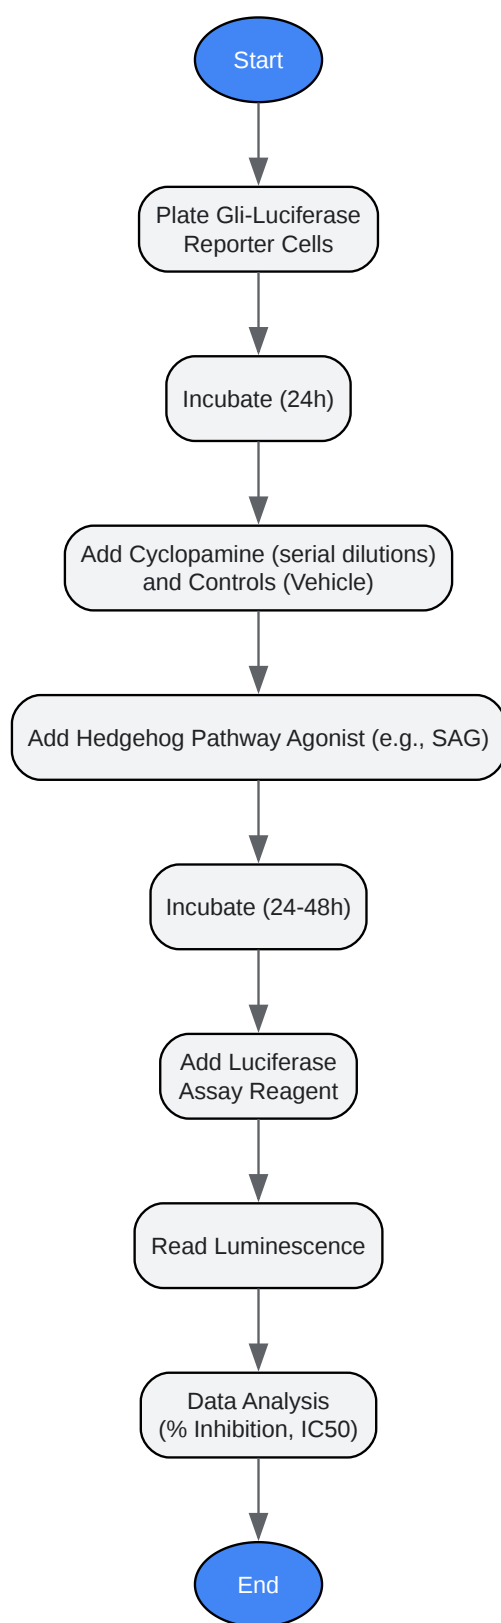 Start
Plate Gli-Luciferase
Reporter Cells
Incubate (24h)
Add Cyclopamine (serial dilutions)
and Controls (Vehicle)
Add Hedgehog Pathway Agonist (e.g., SAG)
Incubate (24-48h)
Add Luciferase
Assay Reagent
Read Luminescence
Data Analysis
(% Inhibition, IC50)
End